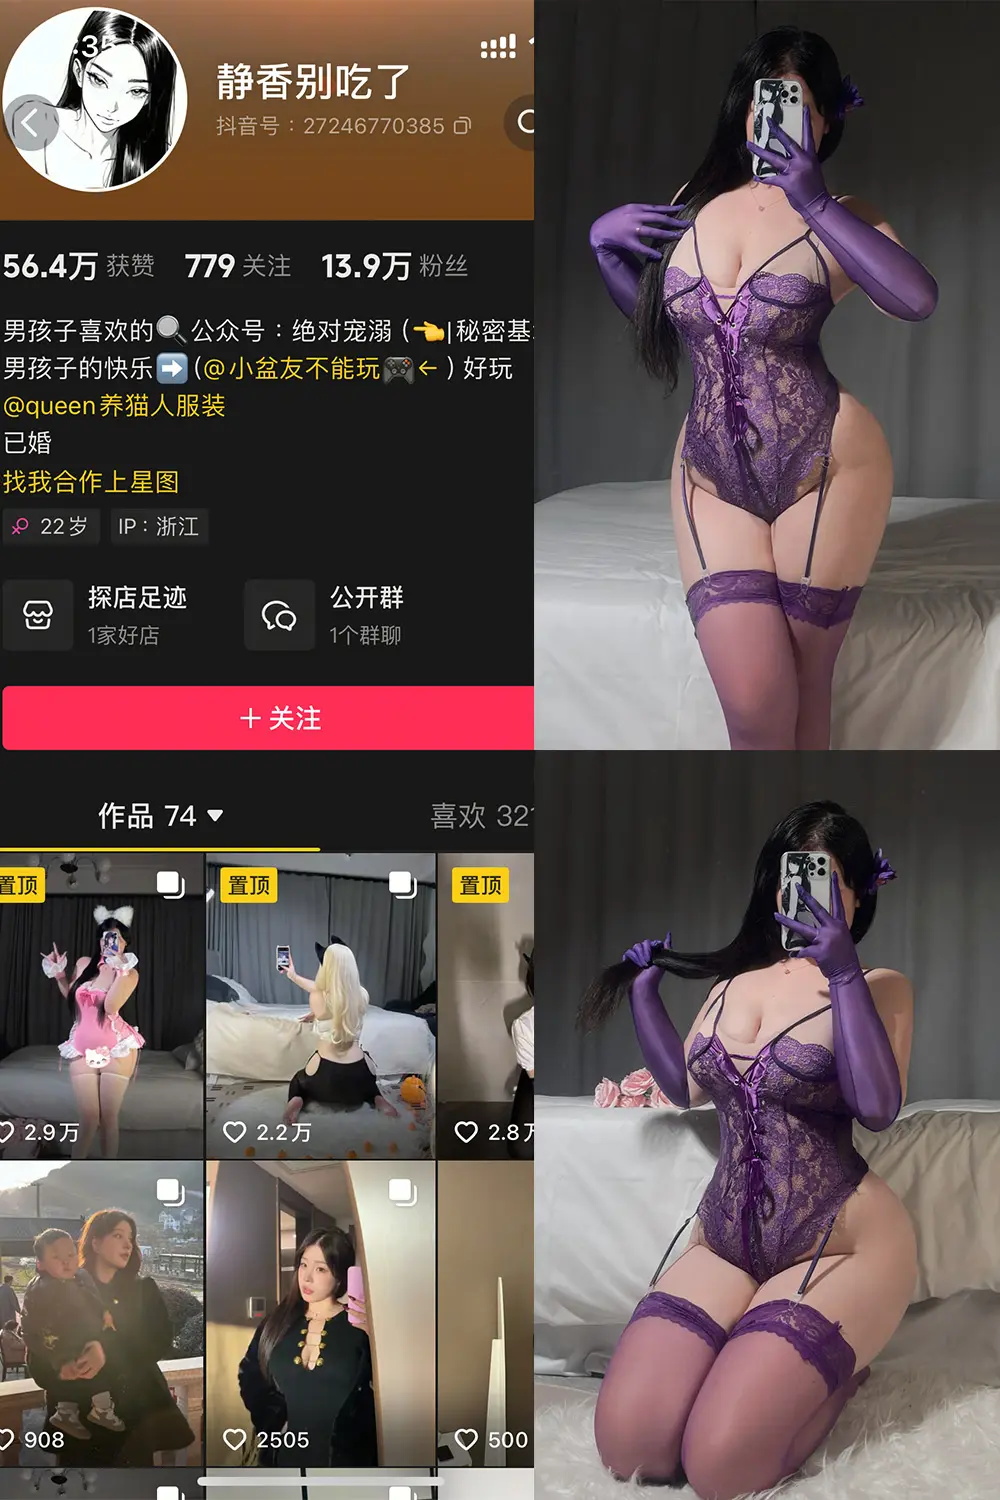 :35
静香别吃了
抖音号：27246770385
56.4万 获赞 779 关注 13.9万 粉丝
男孩子喜欢的🔍公众号：绝对宠溺（👈|秘密基
男孩子的快乐➡️(@小盆友不能玩🎮← ) 好玩
@queen养猫人服装
已婚
找我合作上星图
22岁 IP：浙江
探店足迹
1家好店
公开群
1个群聊
+ 关注
作品 74
喜欢 321
置顶
置顶
置顶
2.9万
2.2万
2.8万
908
2505
500